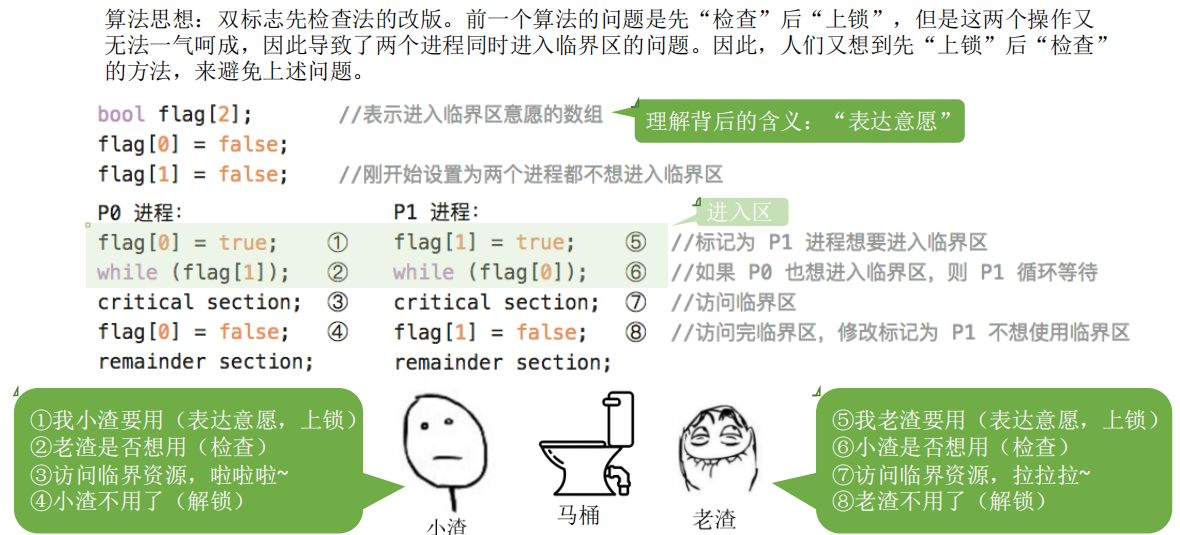 算法思想：双标志先检查法的改版。前一个算法的问题是先“检查”后“上锁”，但是这两个操作又
无法一气呵成，因此导致了两个进程同时进入临界区的问题。因此，人们又想到先“上锁”后“检查”
的方法，来避免上述问题。
bool flag[2]; //表示进入临界区意愿的数组
理解背后的含义：“表达意愿”
flag[0] = false;
flag[1] = false; //刚开始设置为两个进程都不想进入临界区
P0 进程： P1 进程： 进入区
flag[0] = true; ① flag[1] = true; ⑤ //标记为 P1 进程想要进入临界区
while (flag[1]); ② while (flag[0]); ⑥ //如果 P0 也想进入临界区，则 P1 循环等待
critical section; ③ critical section; ⑦ //访问临界区
flag[0] = false; ④ flag[1] = false; ⑧ //访问完临界区，修改标记为 P1 不想使用临界区
remainder section; remainder section;
①我小渣要用（表达意愿，上锁）
②老渣是否想用（检查）
③访问临界资源，啦啦啦~
④小渣不用了（解锁）
小渣
马桶
老渣
⑤我老渣要用（表达意愿，上锁）
⑥小渣是否想用（检查）
⑦访问临界资源，拉拉拉~
⑧老渣不用了（解锁）